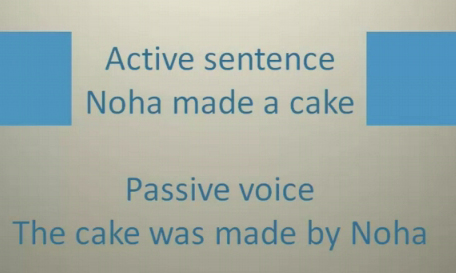 Active sentence
Noha made a cake
Passive voice
The cake was made by Noha